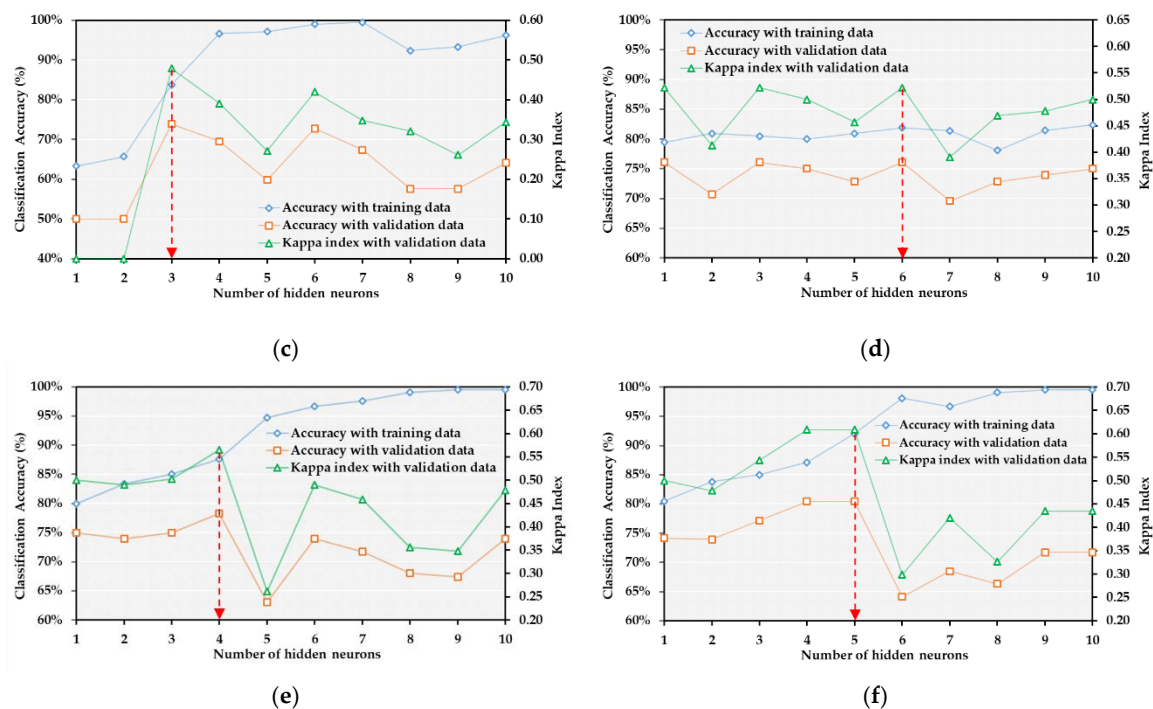 Classification Accuracy (%)
100%
90%
80%
70%
60%
50%
40%
0.60
0.50
0.40
0.30
0.20
0.10
0.00
Kappa Index
Accuracy with training data
Accuracy with validation data
Kappa index with validation data
1 2 3 4 5 6 7 8 9 10
Number of hidden neurons
(c)
Classification Accuracy (%)
100%
95%
90%
85%
80%
75%
70%
65%
60%
0.65
0.60
0.55
0.50
0.45
0.40
0.35
0.30
0.25
0.20
Kappa Index
Accuracy with training data
Accuracy with validation data
Kappa index with validation data
1 2 3 4 5 6 7 8 9 10
Number of hidden neurons
(d)
Classification Accuracy (%)
100%
95%
90%
85%
80%
75%
70%
65%
60%
0.70
0.65
0.60
0.55
0.50
0.45
0.40
0.35
0.30
0.25
0.20
Kappa Index
Accuracy with training data
Accuracy with validation data
Kappa index with validation data
1 2 3 4 5 6 7 8 9 10
Number of hidden neurons
(e)
Classification Accuracy (%)
100%
95%
90%
85%
80%
75%
70%
65%
60%
0.70
0.65
0.60
0.55
0.50
0.45
0.40
0.35
0.30
0.25
0.20
Kappa Index
Accuracy with training data
Accuracy with validation data
Kappa index with validation data
1 2 3 4 5 6 7 8 9 10
Number of hidden neurons
(f)